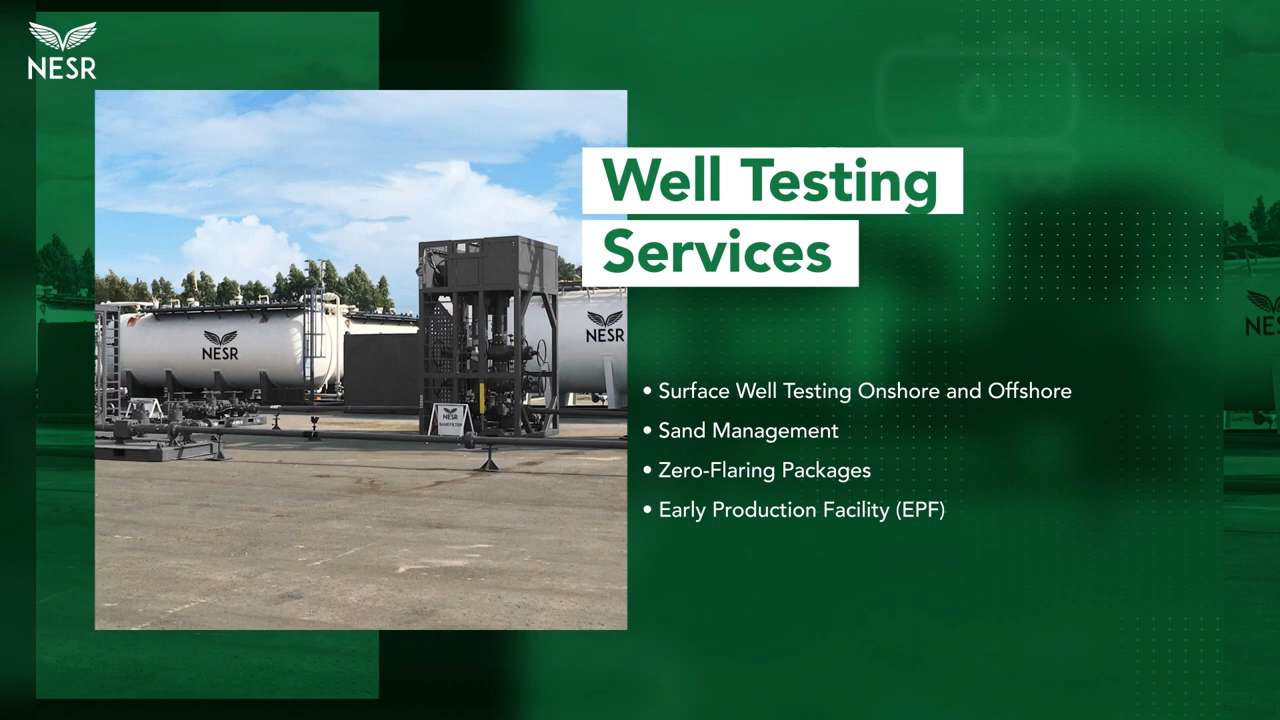 NESR
Well Testing
Services
NESR
NESR
NESR
SANDFILTER
• Surface Well Testing Onshore and Offshore
• Sand Management
• Zero-Flaring Packages
• Early Production Facility (EPF)